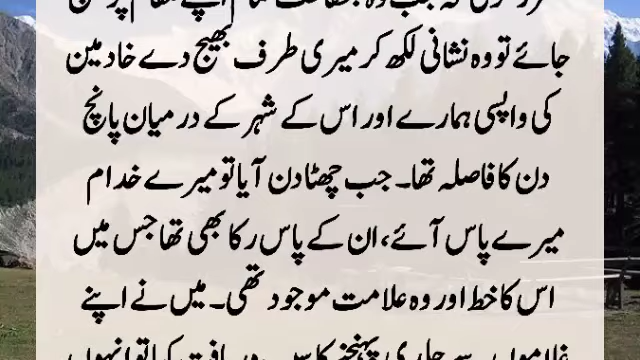 جائے تو وہ نشانی لکھ کر میری طرف بھیج دے خادمین
کی واپسی ہمارے اور اس کے شہر کے درمیان پانچ
دن کا فاصلہ تھا۔ جب چھٹا دن آیا تو میرے خدام
میرے پاس آئے، ان کے پاس رکا بھی تھا جس میں
اس کا خط اور وہ علامت موجود تھی۔ میں نے اپنے